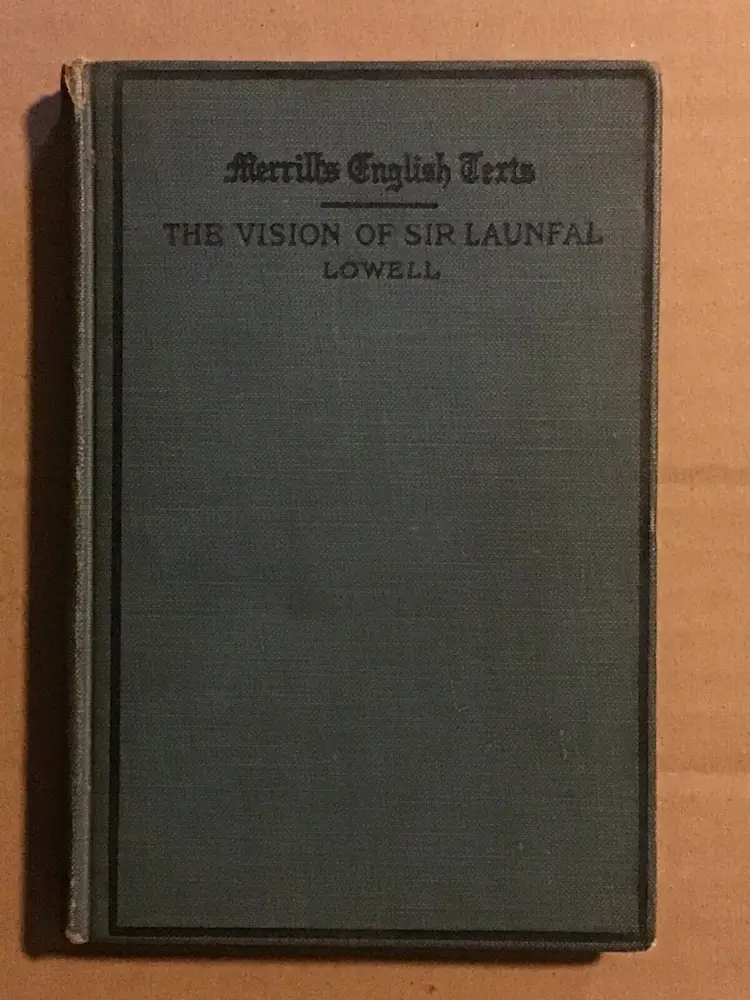 Merrill's English Texts
THE VISION OF SIR LAUNFAL
LOWELL